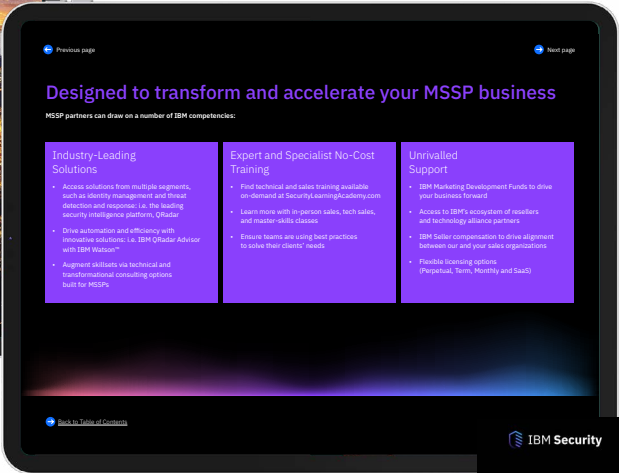 Previous page
Next page
Designed to transform and accelerate your MSSP business
MSSP partners can draw on a number of IBM competencies:
Industry-Leading
Solutions
• Access solutions from multiple segments,
such as identity management and threat
detection and response: i.e. the leading
security intelligence platform, QRadar
• Drive automation and efficiency with
innovative solutions: i.e. IBM QRadar Advisor
with IBM Watson™
• Augment skillsets via technical and
transformational consulting options
built for MSSPs
Expert and Specialist No-Cost
Training
• Find technical and sales training available
on-demand at SecurityLearningAcademy.com
• Learn more with in-person sales, tech sales,
and master-skills classes
• Ensure teams are using best practices
to solve their clients' needs
Unrivalled
Support
• IBM Marketing Development Funds to drive
your business forward
• Access to IBM's ecosystem of resellers
and technology alliance partners
• IBM Seller compensation to drive alignment
between our and your sales organizations
• Flexible licensing options
(Perpetual, Term, Monthly and SaaS)
Back to Table of Contents
IBM Security